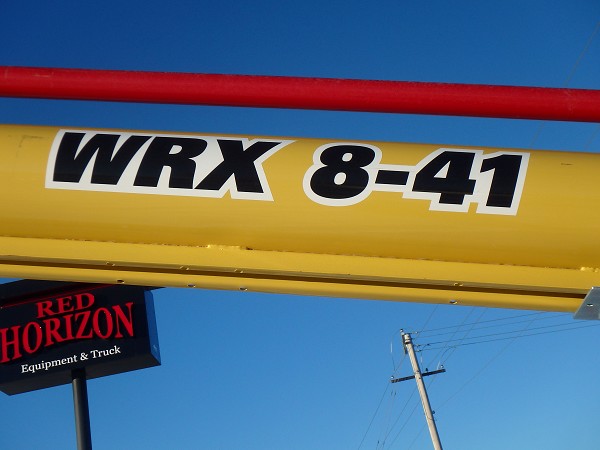 WRX 8-41
RED
HORIZON
Equipment & Truck